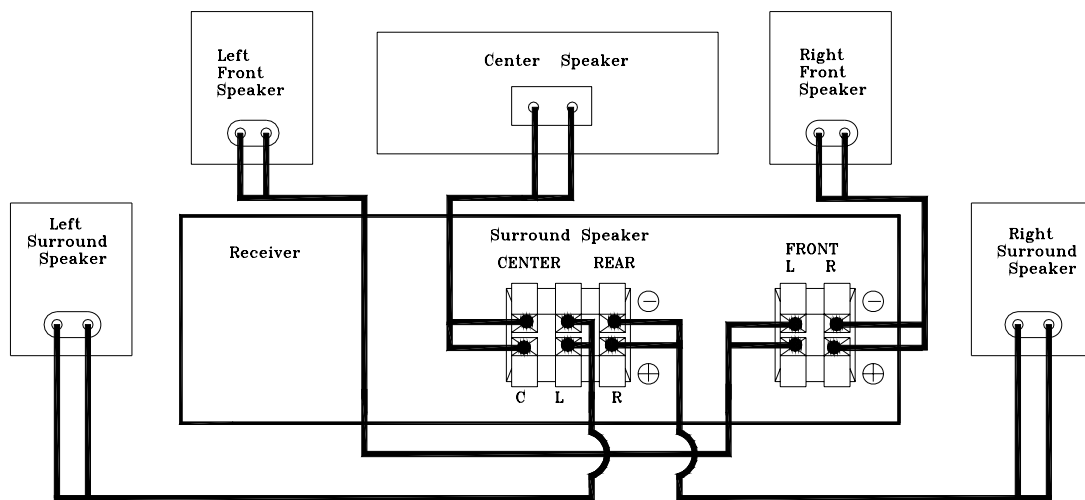 Left
Front
Speaker
Center Speaker
Right
Front
Speaker
Left
Surround
Speaker
Receiver
Surround Speaker
CENTER REAR
FRONT
L R
Right
Surround
Speaker
C L R